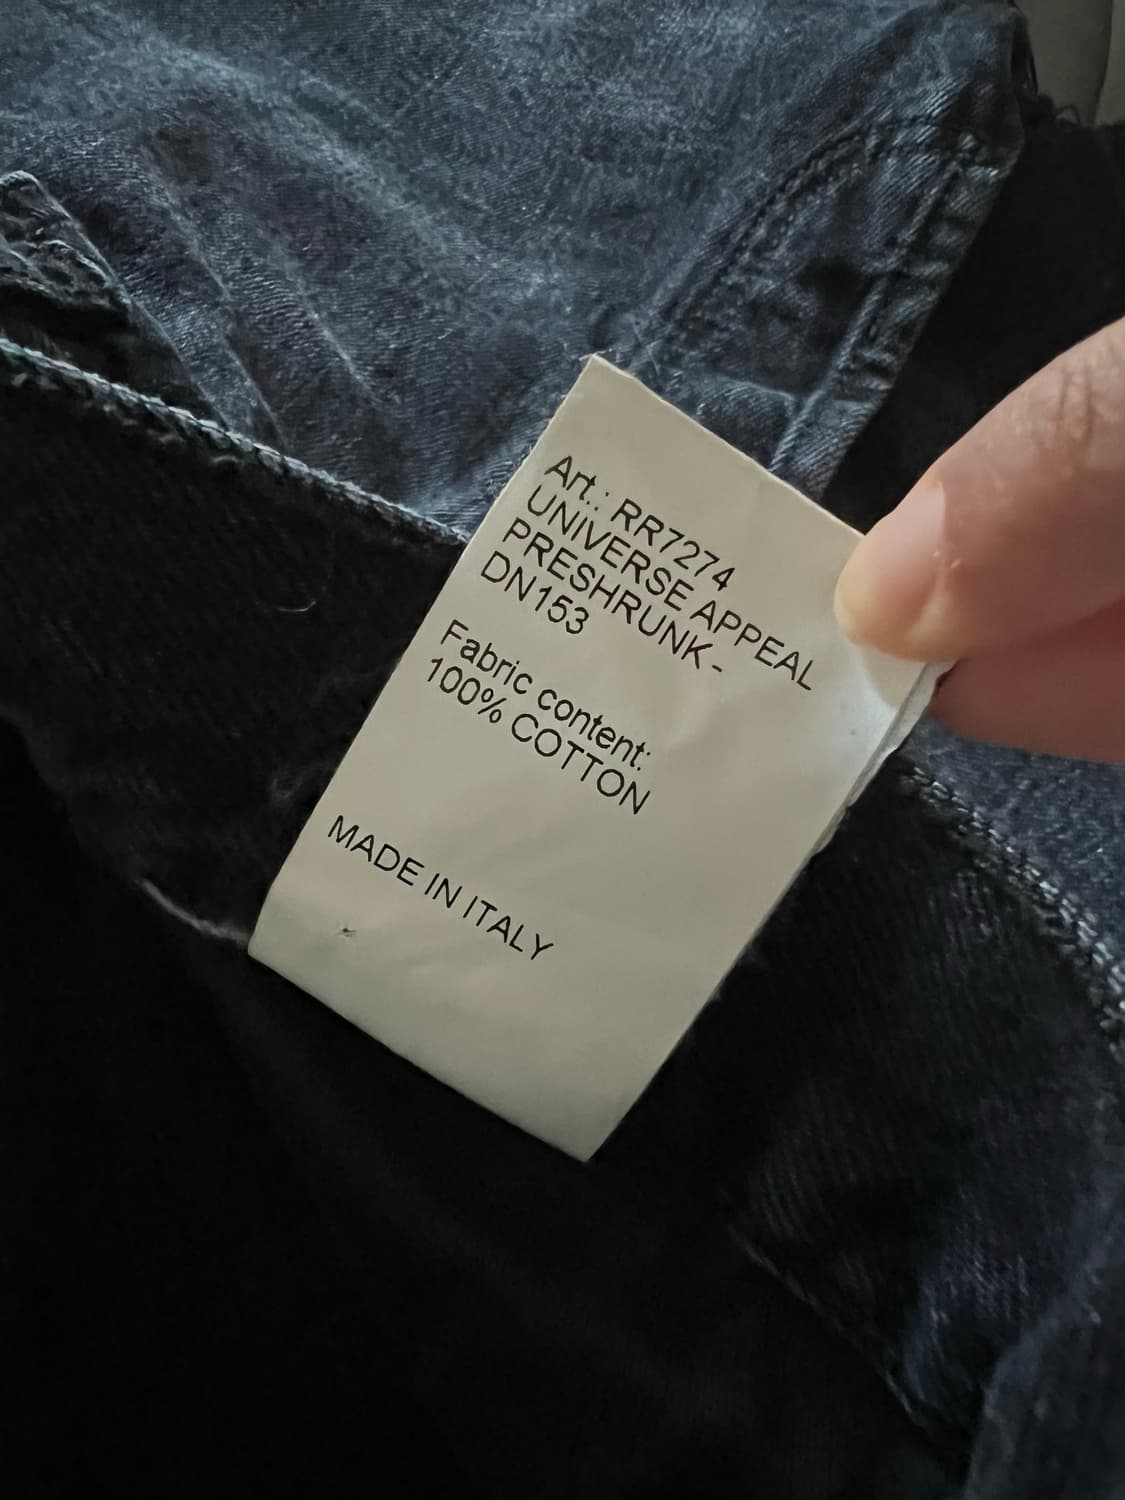 Art.: RR7274
UNIVERSE APPEAL
PRESHRUNK-
DN153
Fabric content:
100% COTTON
MADE IN ITALY